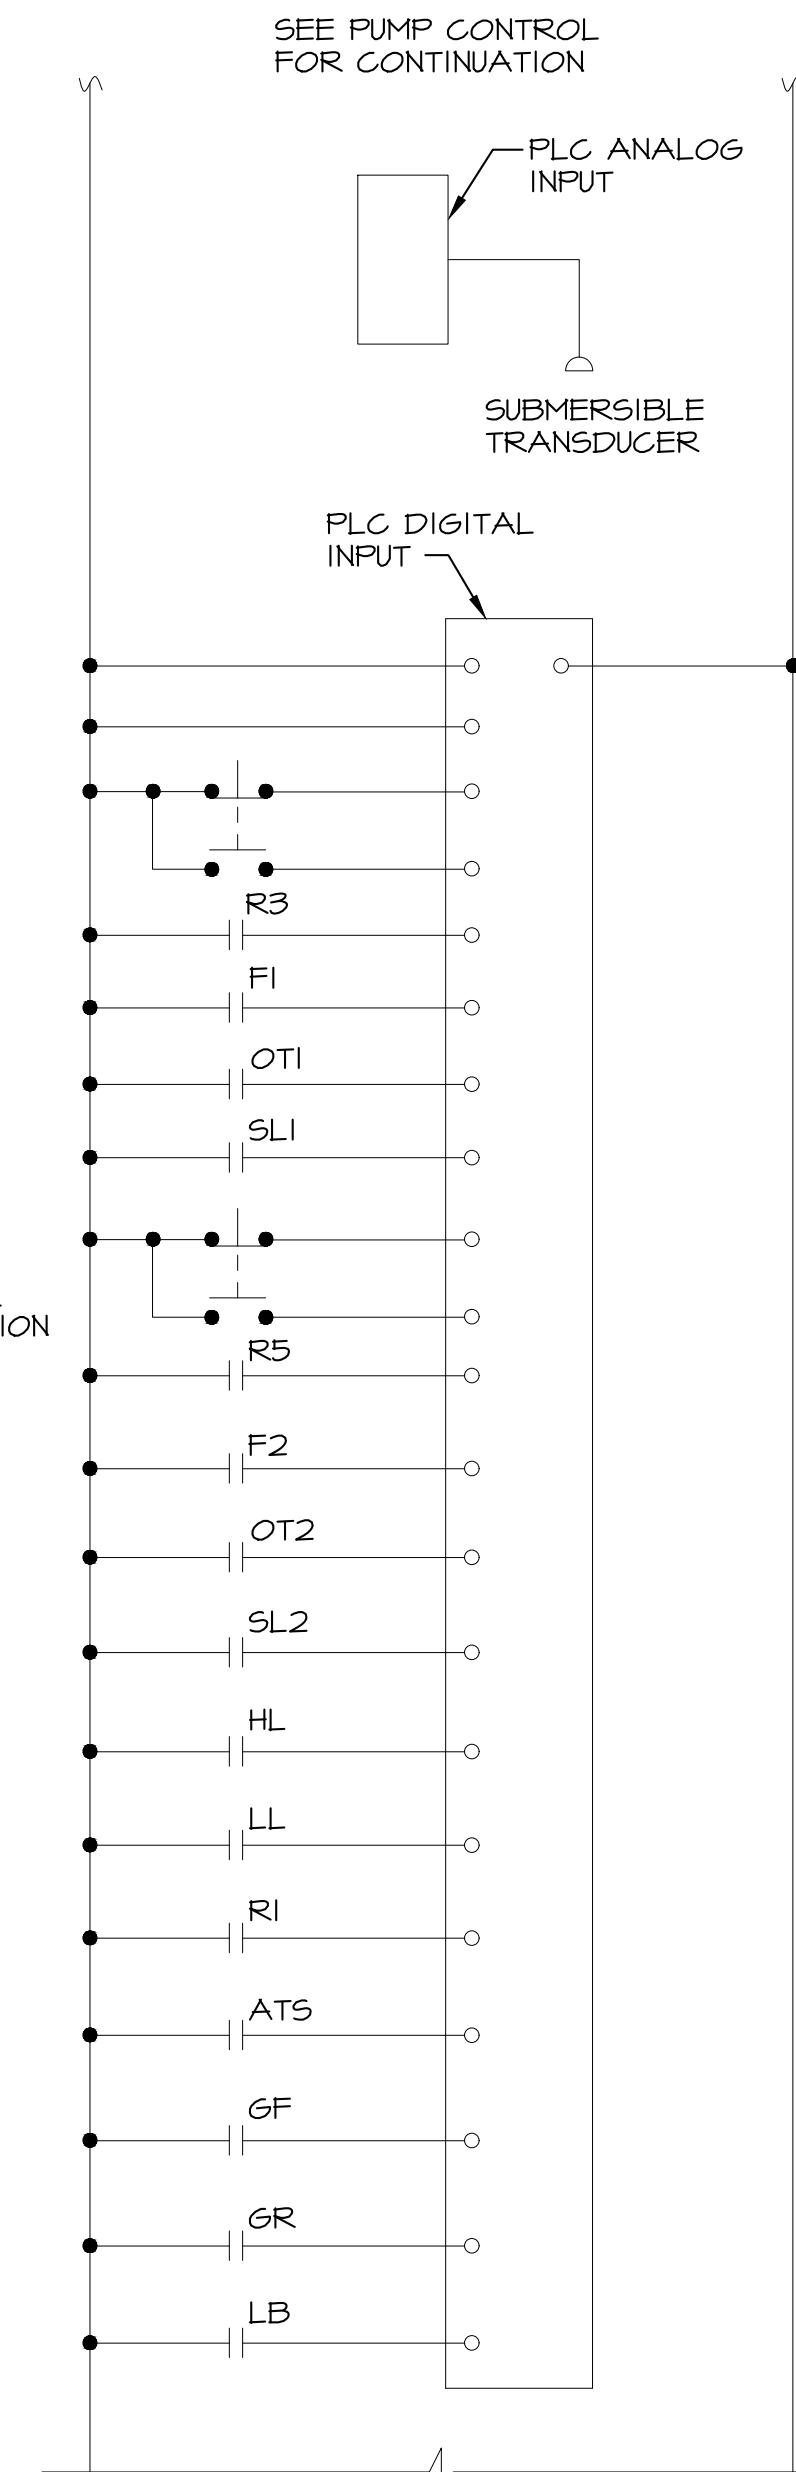 SEE PUMP CONTROL
FOR CONTINUATION
PLC ANALOG
INPUT
SUBMERSIBLE
TRANSDUCER
PLC DIGITAL
INPUT
R3
F1
OT1
SL1
ION
R5
F2
OT2
SL2
HL
LL
R1
ATS
GF
GR
LB